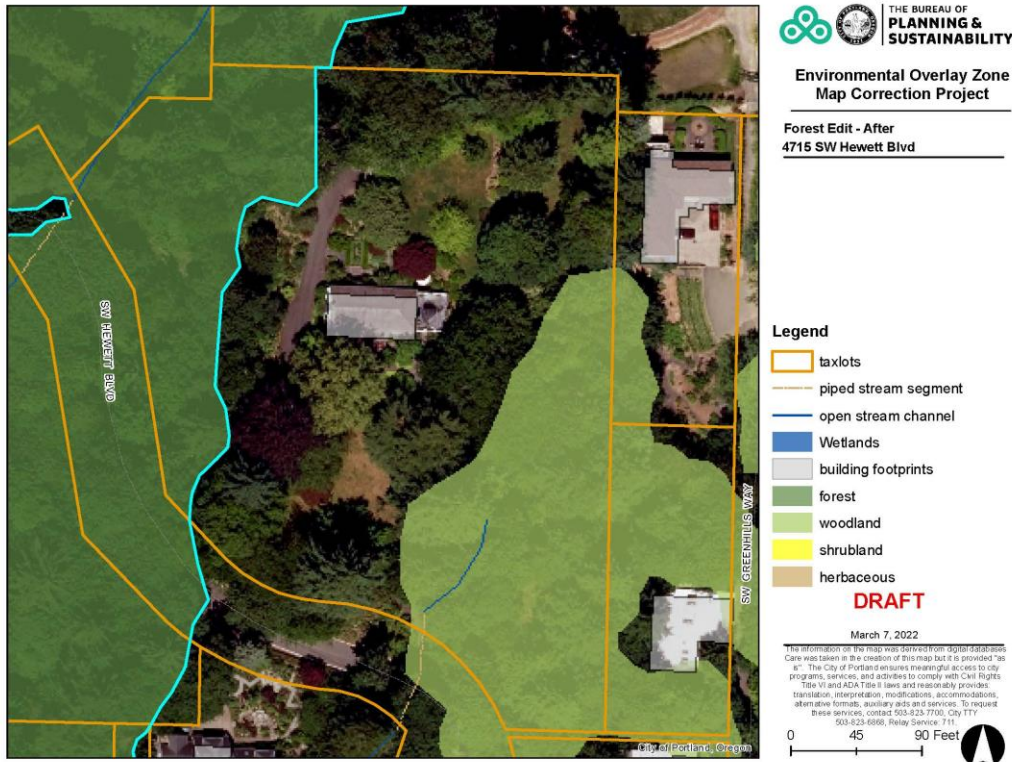 THE BUREAU OF
PLANNING &
SUSTAINABILITY
Environmental Overlay Zone
Map Correction Project
Forest Edit - After
4715 SW Hewett Blvd
SW HEWETT BLVD
SW GREENHILLS WAY
City of Portland, Oregon
Legend
taxlots
piped stream segment
open stream channel
Wetlands
building footprints
forest
woodland
shrubland
herbaceous
DRAFT
March 7, 2022
The information on the map was derived from digital databases
Care was taken in the creation of this map but it is provided "as
is". The City of Portland ensures meaningful access to city
programs, services, and activities to comply with Civil Rights
Title VI and ADA Title II laws and reasonably provides:
translation, interpretation, modifications, accommodations,
alternative formats, auxiliary aids and services. To request
these services, contact 503-823-7700, City TTY
503-823-6868, Relay Service: 711.
0 45 90 Feet